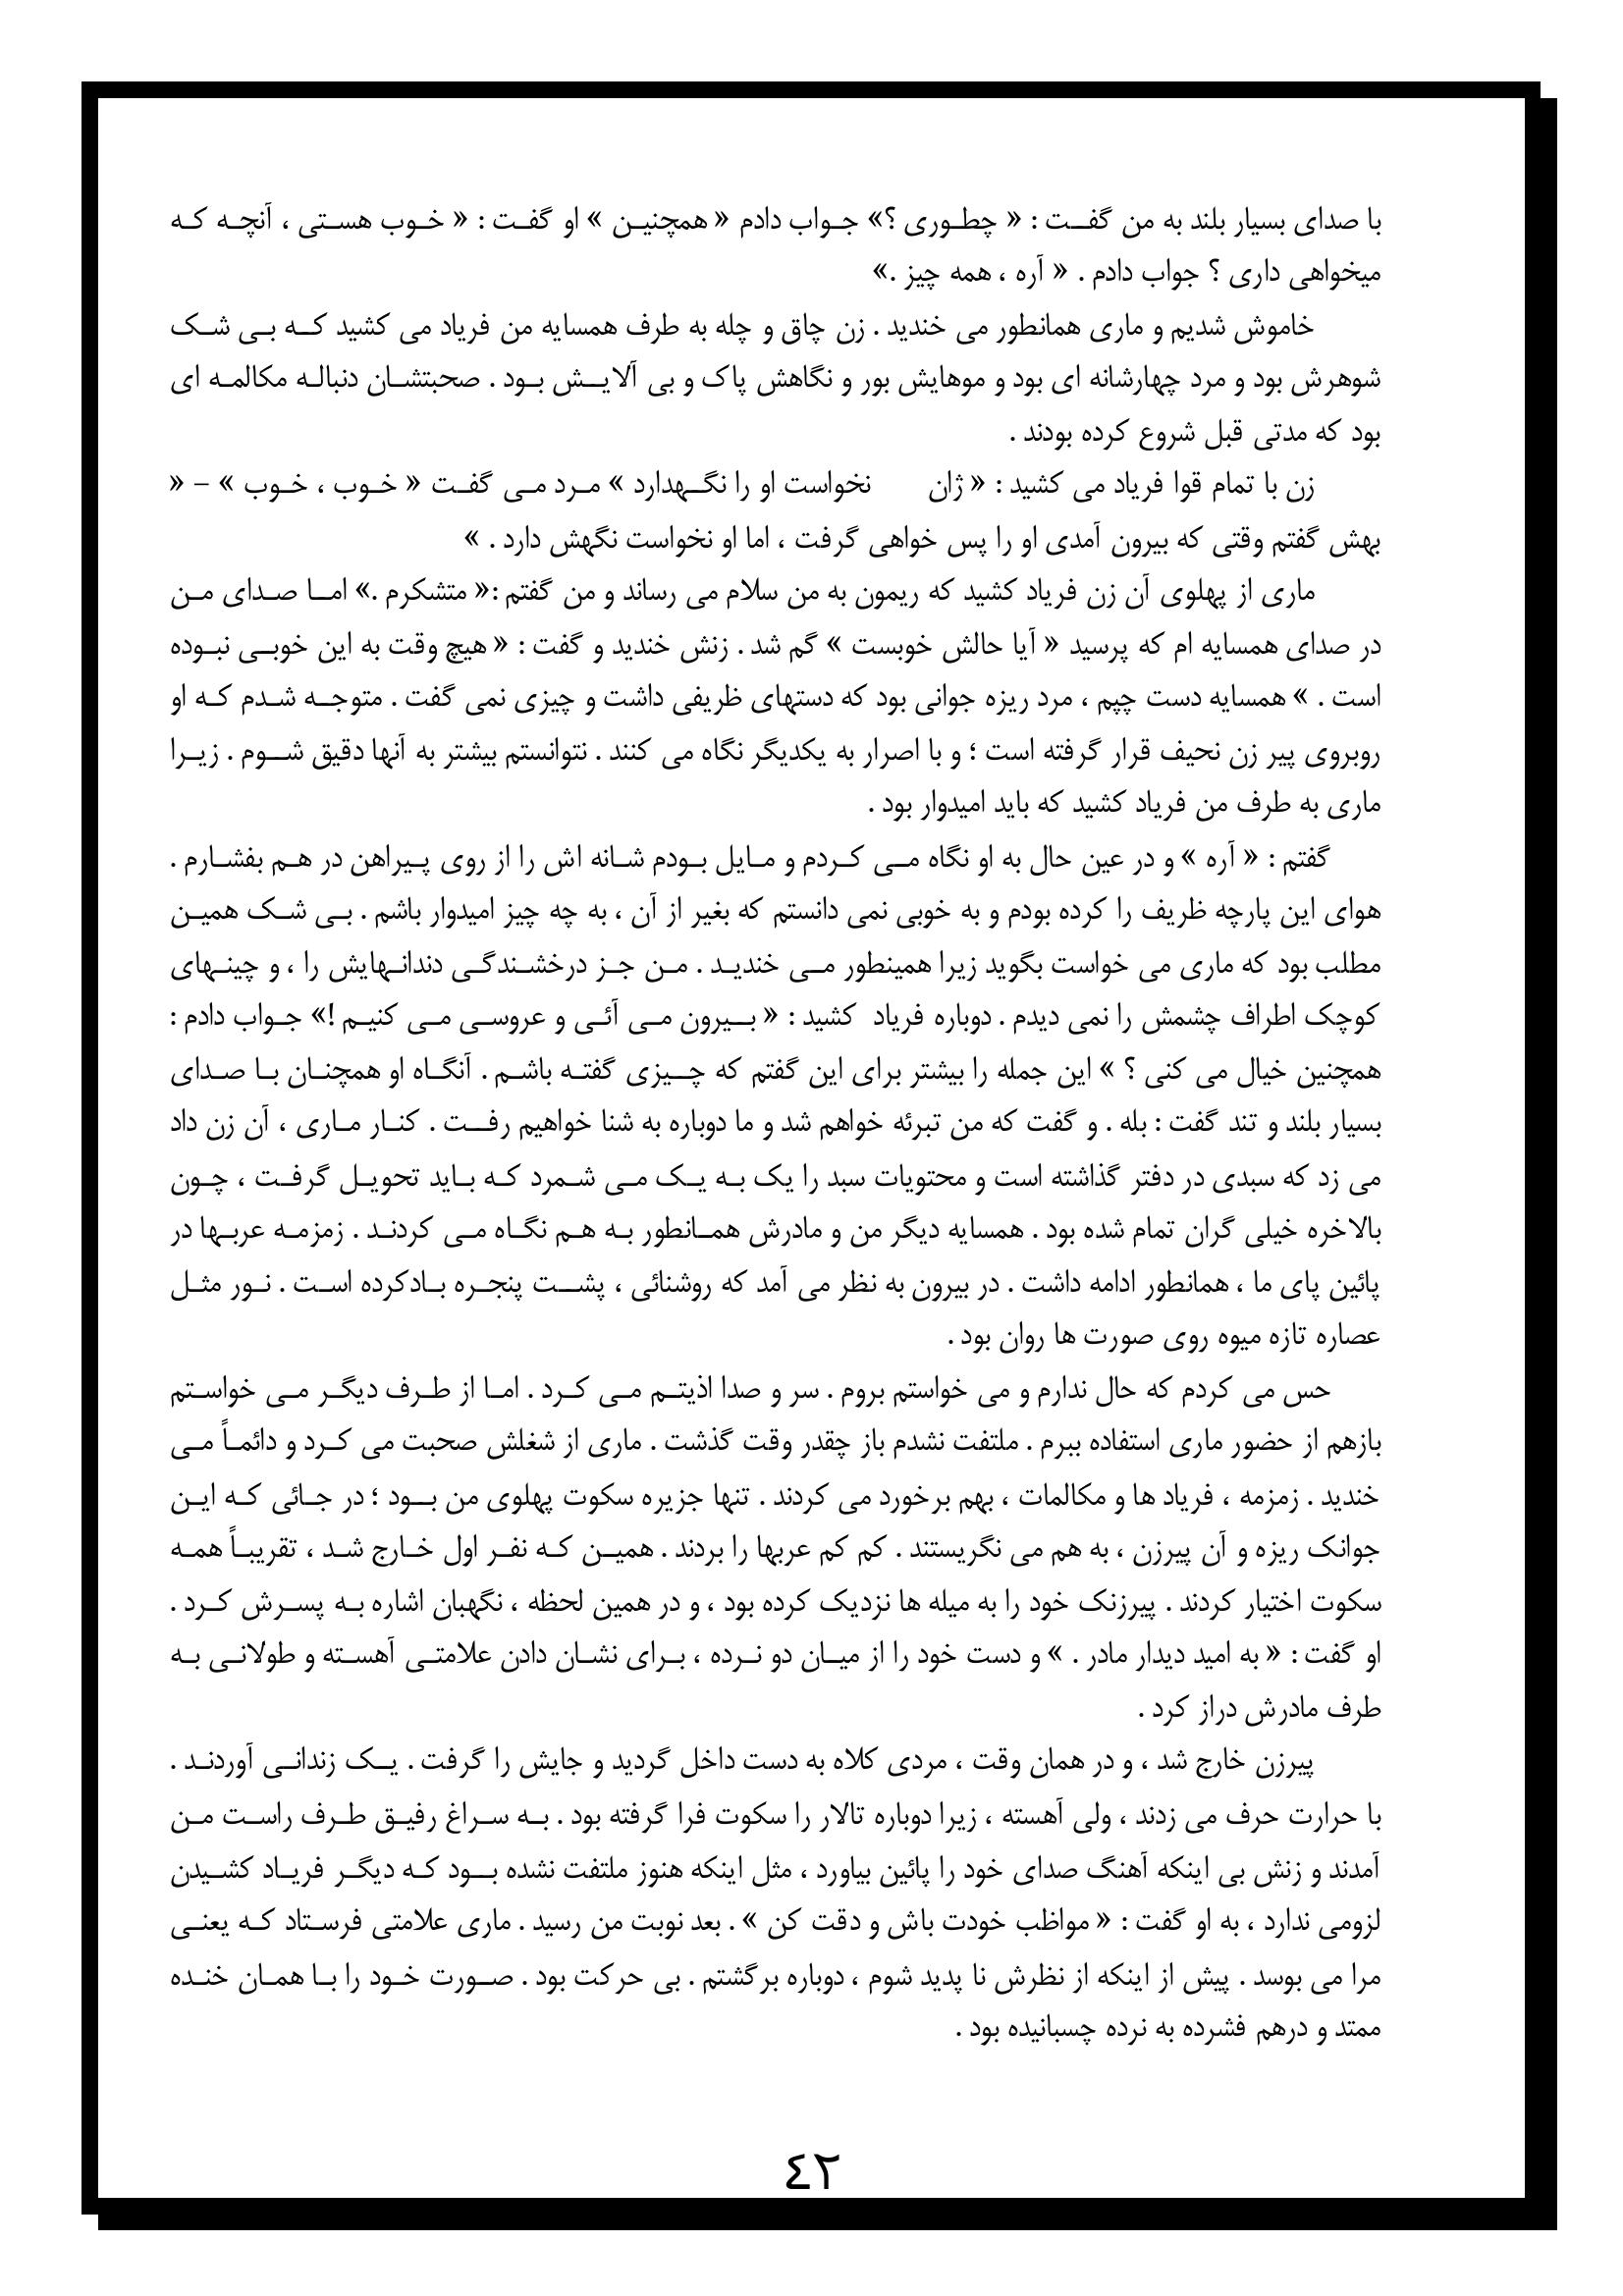 با صدای بسیار بلند به من گفت : « چطوری ؟» جواب دادم « همچنین » او گفت : « خوب هستی ، آنچه که
میخواهی داری ؟ جواب دادم . « آره ، همه چیز .»
خاموش شدیم و ماری همانطور می خندید . زن چاق و چله به طرف همسایه من فریاد می کشید که بی شک
شوهرش بود و مرد چهارشانه ای بود و موهایش بور و نگاهش پاک و بی آلایش بود . صحبتشان دنباله مکالمه ای
بود که مدتی قبل شروع کرده بودند .
زن با تمام قوا فریاد می کشید : « ژان نخواست او را نگهدارد » مرد می گفت « خوب ، خوب » – «
بهش گفتم وقتی که بیرون آمدی او را پس خواهی گرفت ، اما او نخواست نگهش دارد . »
ماری از پهلوی آن زن فریاد کشید که ریمون به من سلام می رساند و من گفتم :« متشکرم .» اما صدای من
در صدای همسایه ام که پرسید « آیا حالش خوبست » گم شد . زنش خندید و گفت : « هیچ وقت به این خوبی نبوده
است . » همسایه دست چپم ، مرد ریزه جوانی بود که دستهای ظریفی داشت و چیزی نمی گفت . متوجه شدم که او
روبروی پیر زن نحیف قرار گرفته است ؛ و با اصرار به یکدیگر نگاه می کنند . نتوانستم بیشتر به آنها دقیق شوم . زیرا
ماری به طرف من فریاد کشید که باید امیدوار بود .
گفتم : « آره » و در عین حال به او نگاه می کردم و مایل بودم شانه اش را از روی پیراهن در هم بفشارم .
هوای این پارچه ظریف را کرده بودم و به خوبی نمی دانستم که بغیر از آن ، به چه چیز امیدوار باشم . بی شک همین
مطلب بود که ماری می خواست بگوید زیرا همینطور می خندید . من جز درخشندگی دندانهایش را ، و چینهای
کوچک اطراف چشمش را نمی دیدم . دوباره فریاد کشید : « بیرون می آئی و عروسی می کنیم !» جواب دادم :
همچنین خیال می کنی ؟ » این جمله را بیشتر برای این گفتم که چیزی گفته باشم . آنگاه او همچنان با صدای
بسیار بلند و تند گفت : بله . و گفت که من تبرئه خواهم شد و ما دوباره به شنا خواهیم رفت . کنار ماری ، آن زن داد
می زد که سبدی در دفتر گذاشته است و محتویات سبد را یک به یک می شمرد که باید تحویل گرفت ، چون
بالاخره خیلی گران تمام شده بود . همسایه دیگر من و مادرش همانطور به هم نگاه می کردند . زمزمه عربها در
پائین پای ما ، همانطور ادامه داشت . در بیرون به نظر می آمد که روشنائی ، پشت پنجره بادکرده است . نور مثل
عصاره تازه میوه روی صورت ها روان بود .
حس می کردم که حال ندارم و می خواستم بروم . سر و صدا اذیتم می کرد . اما از طرف دیگر می خواستم
بازهم از حضور ماری استفاده ببرم . ملتفت نشدم باز چقدر وقت گذشت . ماری از شغلش صحبت می کرد و دائماً می
خندید . زمزمه ، فریاد ها و مکالمات ، بهم برخورد می کردند . تنها جزیره سکوت پهلوی من بود ؛ در جائی که این
جوانک ریزه و آن پیرزن ، به هم می نگریستند . کم کم عربها را بردند . همین که نفر اول خارج شد ، تقریباً همه
سکوت اختیار کردند . پیرزنک خود را به میله ها نزدیک کرده بود ، و در همین لحظه ، نگهبان اشاره به پسرش کرد .
او گفت : « به امید دیدار مادر . » و دست خود را از میان دو نرده ، برای نشان دادن علامتی آهسته و طولانی به
طرف مادرش دراز کرد .
پیرزن خارج شد ، و در همان وقت ، مردی کلاه به دست داخل گردید و جایش را گرفت . یک زندانی آوردند .
با حرارت حرف می زدند ، ولی آهسته ، زیرا دوباره تالار را سکوت فرا گرفته بود . به سراغ رفیق طرف راست من
آمدند و زنش بی اینکه آهنگ صدای خود را پائین بیاورد ، مثل اینکه هنوز ملتفت نشده بود که دیگر فریاد کشیدن
لزومی ندارد ، به او گفت : « مواظب خودت باش و دقت کن » . بعد نوبت من رسید . ماری علامتی فرستاد که یعنی
مرا می بوسد . پیش از اینکه از نظرش نا پدید شوم ، دوباره برگشتم . بی حرکت بود . صورت خود را با همان خنده
ممتد و درهم فشرده به نرده چسبانیده بود .
٤٢